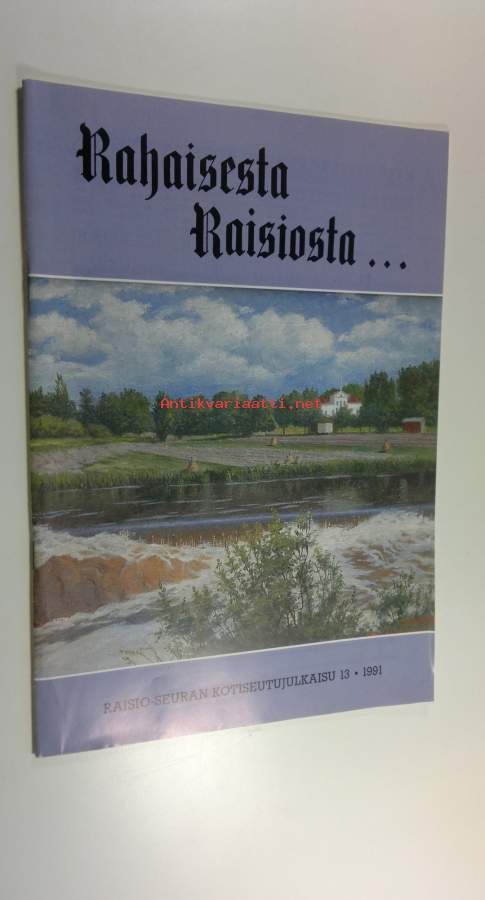 Rahaisesta
Raisiosta...
Antikvariaatti.net
RAISIO-SEURAN KOTISEUTUJULKAISU 13 • 1991